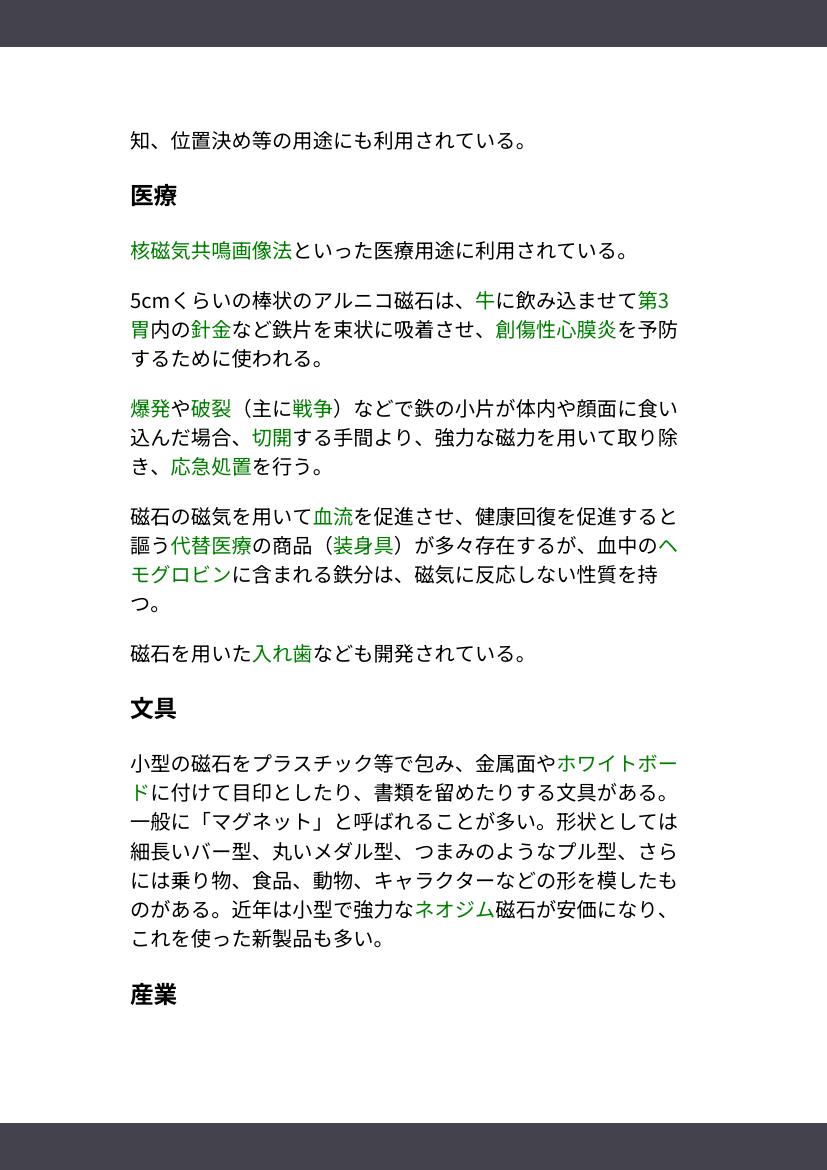 知、位置決め等の用途にも利用されている。
医療
核磁気共鳴画像法といった医療用途に利用されている。
5cmくらいの棒状のアルニコ磁石は、牛に飲み込ませて第3
胃内の針金など鉄片を束状に吸着させ、創傷性心膜炎を予防
するために使われる。
爆発や破裂（主に戦争）などで鉄の小片が体内や顔面に食い
込んだ場合、切開する手間より、強力な磁力を用いて取り除
き、応急処置を行う。
磁石の磁気を用いて血流を促進させ、健康回復を促進すると
謳う代替医療の商品（装身具）が多々存在するが、血中のヘ
モグロビンに含まれる鉄分は、磁気に反応しない性質を持
つ。
磁石を用いた入れ歯なども開発されている。
文具
小型の磁石をプラスチック等で包み、金属面やホワイトボー
ドに付けて目印としたり、書類を留めたりする文具がある。
一般に「マグネット」と呼ばれることが多い。形状としては
細長いバー型、丸いメダル型、つまみのようなプル型、さら
には乗り物、食品、動物、キャラクターなどの形を模したも
のがある。近年は小型で強力なネオジム磁石が安価になり、
これを使った新製品も多い。
産業